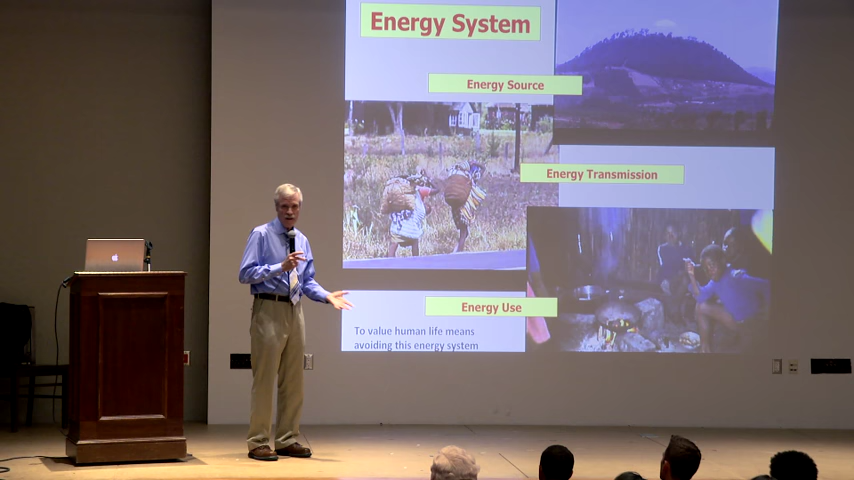 Energy System
Energy Source
Energy Transmission
Energy Use
To value human life means
avoiding this energy system